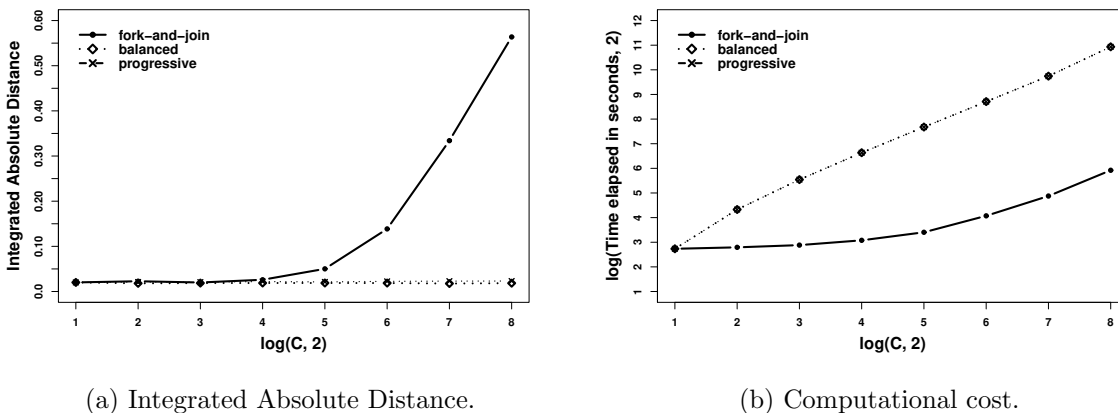 Integrated Absolute Distance
0.60
0.50
0.40
0.30
0.20
0.10
0.0
fork−and−join
balanced
progressive
1 2 3 4 5 6 7 8
log(C, 2)
(a) Integrated Absolute Distance.
log(Time elapsed in seconds, 2)
12
11
10
9
8
7
6
5
4
3
2
1
fork−and−join
balanced
progressive
1 2 3 4 5 6 7 8
log(C, 2)
(b) Computational cost.